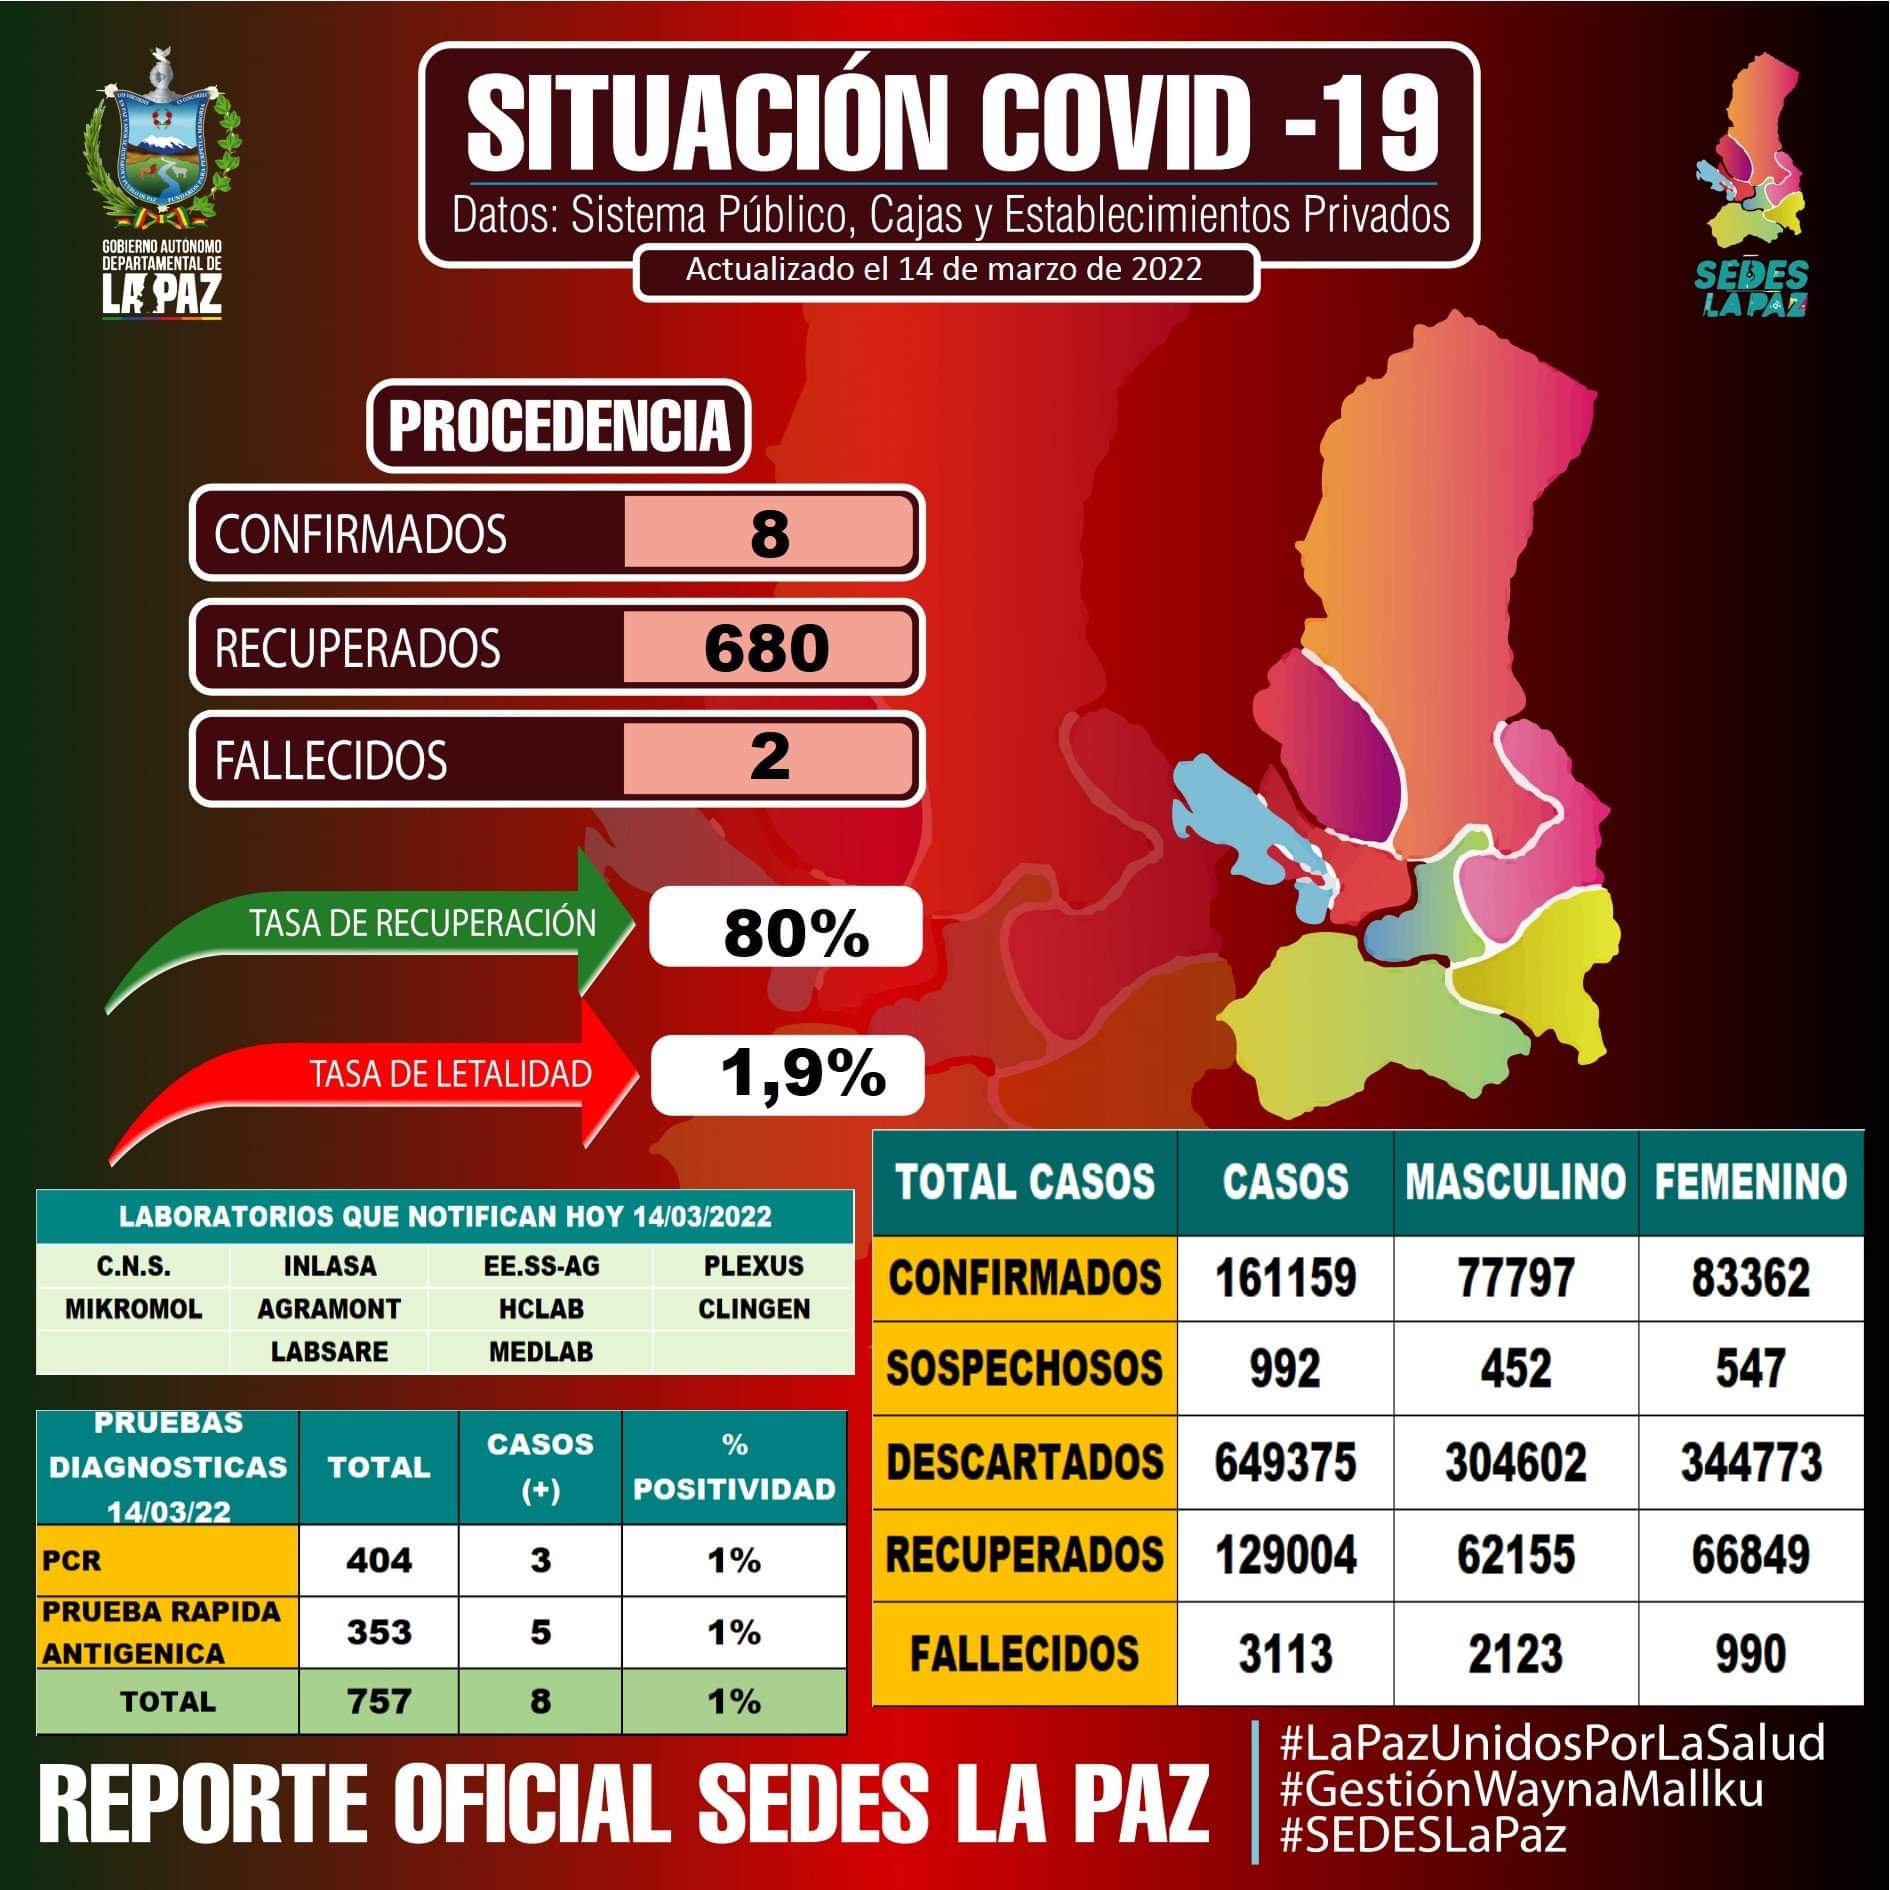 SITUACIÓN COVID -19
Datos: Sistema Público, Cajas y Establecimientos Privados
Actualizado el 14 de marzo de 2022
GOBIERNO AUTÓNOMO
DEPARTAMENTAL DE
LA PAZ
SEDES
LA PAZ
PROCEDENCIA
CONFIRMADOS 8
RECUPERADOS 680
FALLECIDOS 2
TASA DE RECUPERACIÓN 80%
TASA DE LETALIDAD 1,9%
LABORATORIOS QUE NOTIFICAN HOY 14/03/2022
C.N.S. INLASA EE.SS-AG PLEXUS
MIKROMOL AGRAMONT HCLAB CLINGEN
LABSARE MEDLAB
PRUEBAS
DIAGNOSTICAS
14/03/22
TOTAL
CASOS
(+)
%
POSITIVIDAD
PCR 404 3 1%
PRUEBA RAPIDA
ANTIGENICA
353 5 1%
TOTAL 757 8 1%
TOTAL CASOS CASOS MASCULINO FEMENINO
CONFIRMADOS 161159 77797 83362
SOSPECHOSOS 992 452 547
DESCARTADOS 649375 304602 344773
RECUPERADOS 129004 62155 66849
FALLECIDOS 3113 2123 990
REPORTE OFICIAL SEDES LA PAZ
#LaPazUnidosPorLaSalud
#GestiónWaynaMallku
#SEDESLaPaz